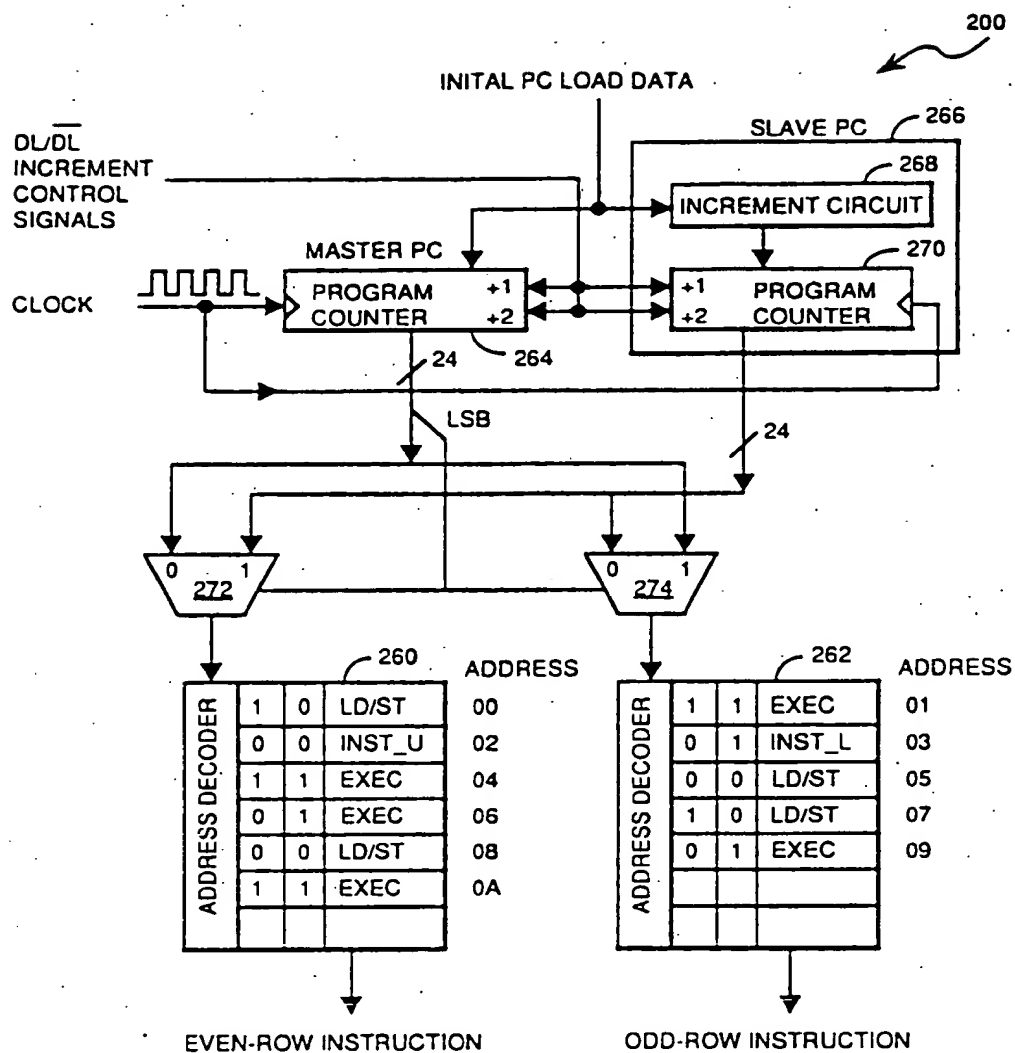 200
INITAL PC LOAD DATA
DL/DL
INCREMENT
CONTROL
SIGNALS
SLAVE PC
266
268
INCREMENT CIRCUIT
MASTER PC
270
CLOCK
PROGRAM
COUNTER
+1
+2
+1
+2
PROGRAM
COUNTER
264
24
LSB
24
0 1
272
0 1
274
260
ADDRESS
262
ADDRESS
ADDRESS DECODER
1 0 LD/ST 00
0 0 INST_U 02
1 1 EXEC 04
0 1 EXEC 06
0 0 LD/ST 08
1 1 EXEC 0A
ADDRESS DECODER
1 1 EXEC 01
0 1 INST_L 03
0 0 LD/ST 05
1 0 LD/ST 07
0 1 EXEC 09
EVEN-ROW INSTRUCTION
ODD-ROW INSTRUCTION